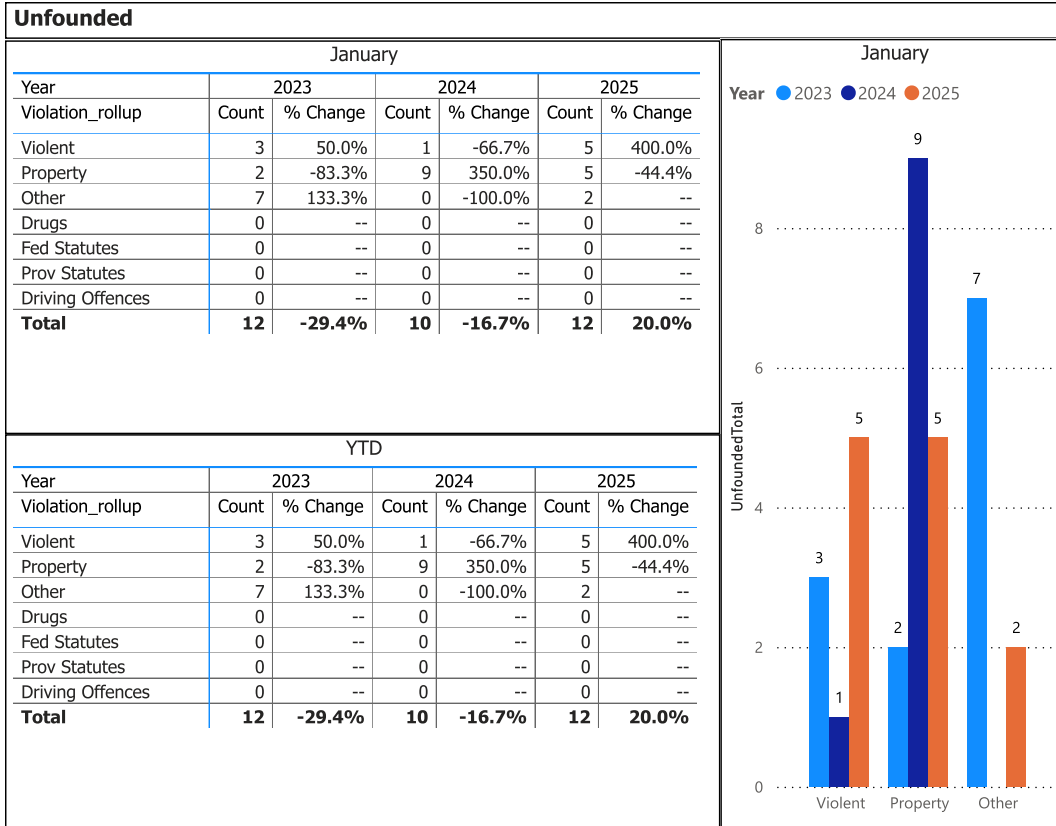 Unfounded
January
Year 2023 2024 2025
Violation_rollup Count % Change Count % Change Count % Change
Violent 3 50.0% 1 -66.7% 5 400.0%
Property 2 -83.3% 9 350.0% 5 -44.4%
Other 7 133.3% 0 -100.0% 2 --
Drugs 0 -- 0 -- 0 --
Fed Statutes 0 -- 0 -- 0 --
Prov Statutes 0 -- 0 -- 0 --
Driving Offences 0 -- 0 -- 0 --
Total 12 -29.4% 10 -16.7% 12 20.0%
YTD
Year 2023 2024 2025
Violation_rollup Count % Change Count % Change Count % Change
Violent 3 50.0% 1 -66.7% 5 400.0%
Property 2 -83.3% 9 350.0% 5 -44.4%
Other 7 133.3% 0 -100.0% 2 --
Drugs 0 -- 0 -- 0 --
Fed Statutes 0 -- 0 -- 0 --
Prov Statutes 0 -- 0 -- 0 --
Driving Offences 0 -- 0 -- 0 --
Total 12 -29.4% 10 -16.7% 12 20.0%
January
Year 2023 2024 2025
UnfoundedTotal
9
8
7
6
5 5
4
3
2 2
2
1
0
Violent Property Other